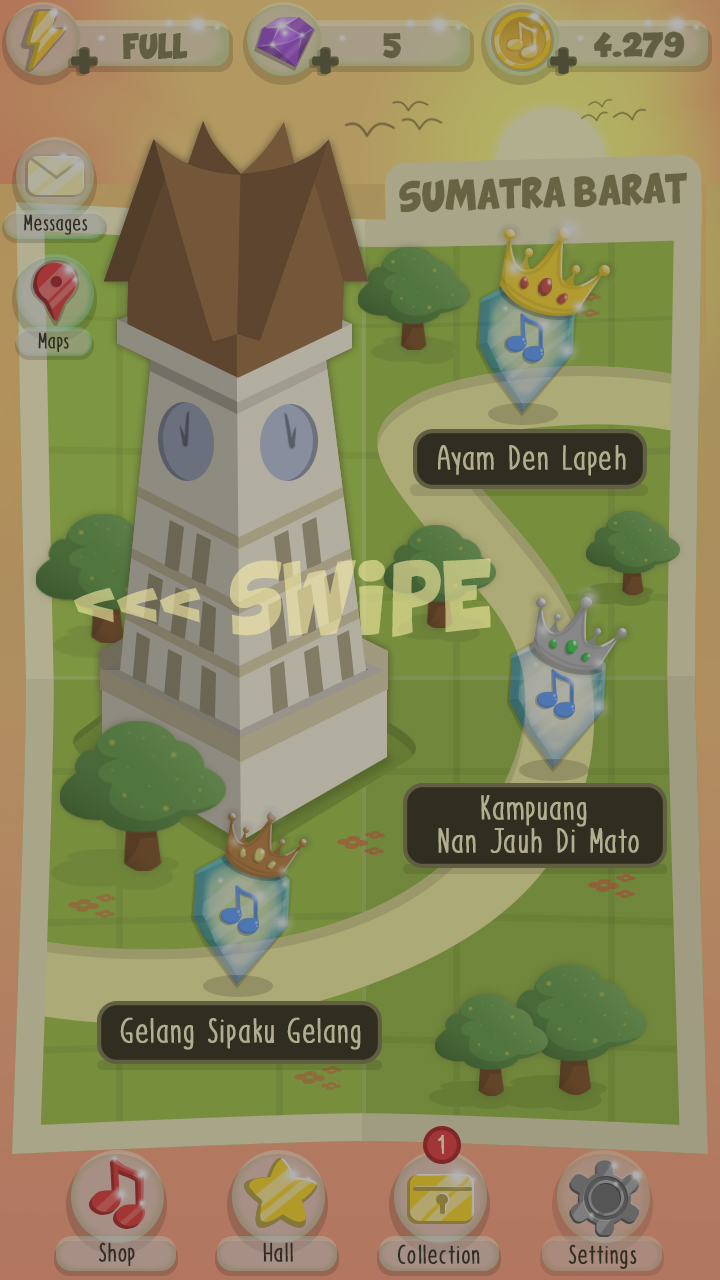 FULL
5
4.279
Messages
SUMATRA BARAT
Maps
Ayam Den Lapeh
<<< SWiPE
Kampuang
Nan Jauh Di Mato
Gelang Sipaku Gelang
1
Shop
Hall
Collection
Settings